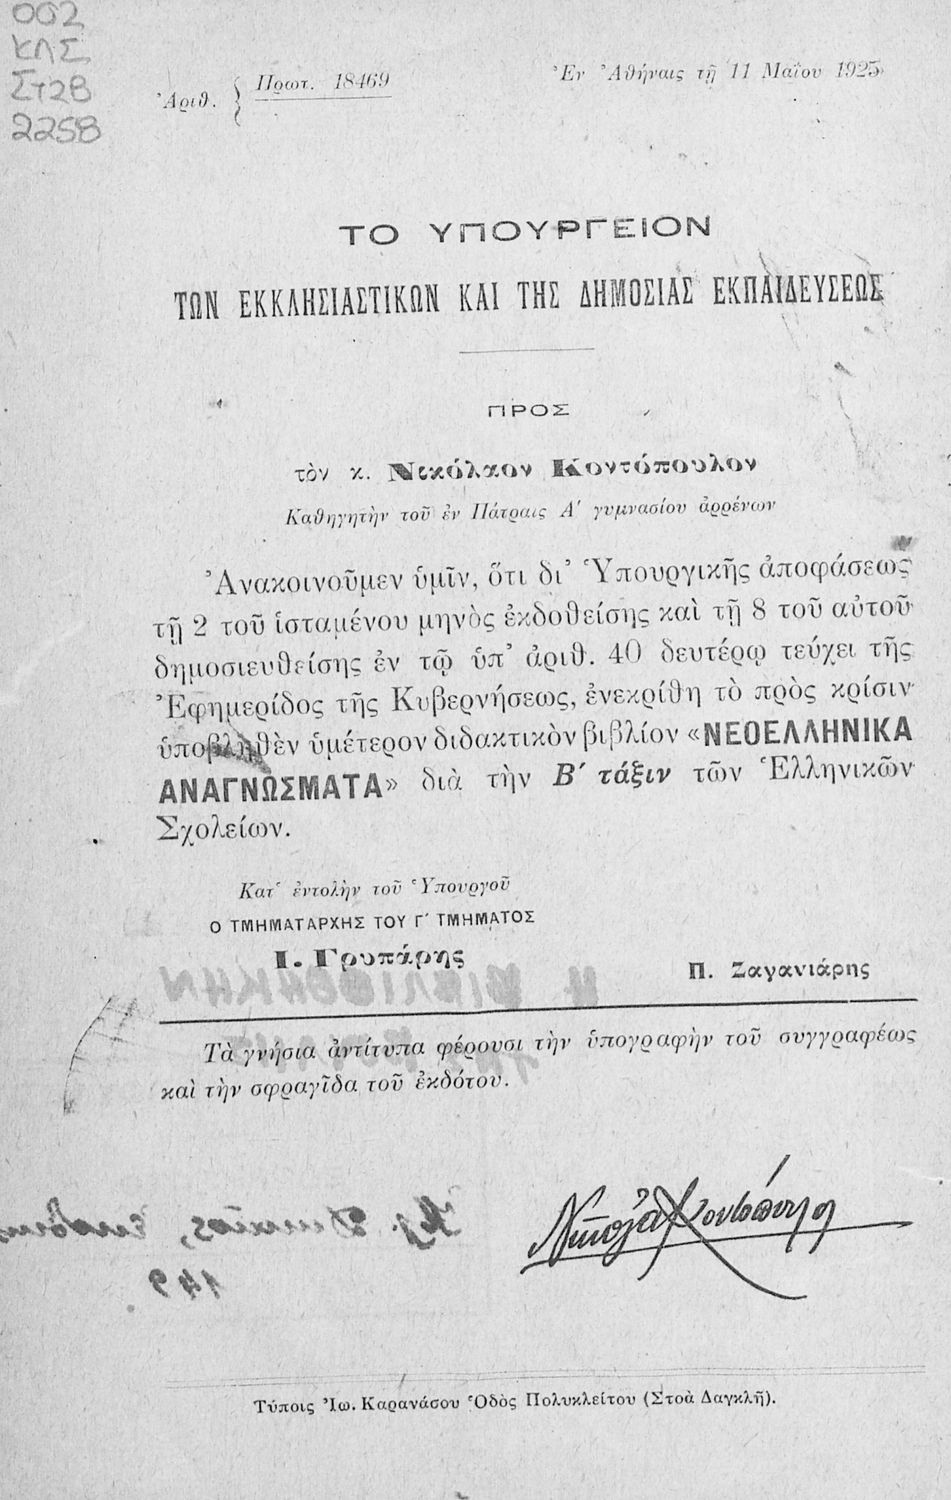 002
ΚΛΣ
ΣΤ2Β
2258
Ἀριθ. { Πρωτ. 18469
Ἐν Ἀθήναις τῇ 11 Μαΐου 1925
ΤΟ ΥΠΟΥΡΓΕΙΟΝ
ΤΩΝ ΕΚΚΛΗΣΙΑΣΤΙΚΩΝ ΚΑΙ ΤΗΣ ΔΗΜΟΣΙΑΣ ΕΚΠΑΙΔΕΥΣΕΩΣ
ΠΡΟΣ
τὸν κ. Νικόλαον Κοντόπουλον
Καθηγητὴν τοῦ ἐν Πάτραις Α′ γυμνασίου ἀρρένων
Ἀνακοινοῦμεν ὑμῖν, ὅτι δι᾽ Ὑπουργικῆς ἀποφάσεως
τῇ 2 τοῦ ἱσταμένου μηνὸς ἐκδοθείσης καὶ τῇ 8 τοῦ αὐτοῦ
δημοσιευθείσης ἐν τῷ ὑπ᾽ ἀριθ. 40 δευτέρῳ τεύχει τῆς
Ἐφημερίδος τῆς Κυβερνήσεως, ἐνεκρίθη τὸ πρὸς κρίσιν
ὑποβληθὲν ὑμέτερον διδακτικὸν βιβλίον «ΝΕΟΕΛΛΗΝΙΚΑ
ΑΝΑΓΝΩΣΜΑΤΑ» διὰ τὴν Β′ τάξιν τῶν Ἑλληνικῶν
Σχολείων.
Κατ᾽ ἐντολὴν τοῦ Ὑπουργοῦ
Ο ΤΜΗΜΑΤΑΡΧΗΣ ΤΟΥ Γ′ ΤΜΗΜΑΤΟΣ
Ι. Γρυπάρης
Π. Ζαγανιάρης
Τὰ γνήσια ἀντίτυπα φέρουσι τὴν ὑπογραφὴν τοῦ συγγραφέως
καὶ τὴν σφραγῖδα τοῦ ἐκδότου.
Τύποις Ἰω. Καρανάσου Ὁδὸς Πολυκλείτου (Στοὰ Δαγκλῆ).